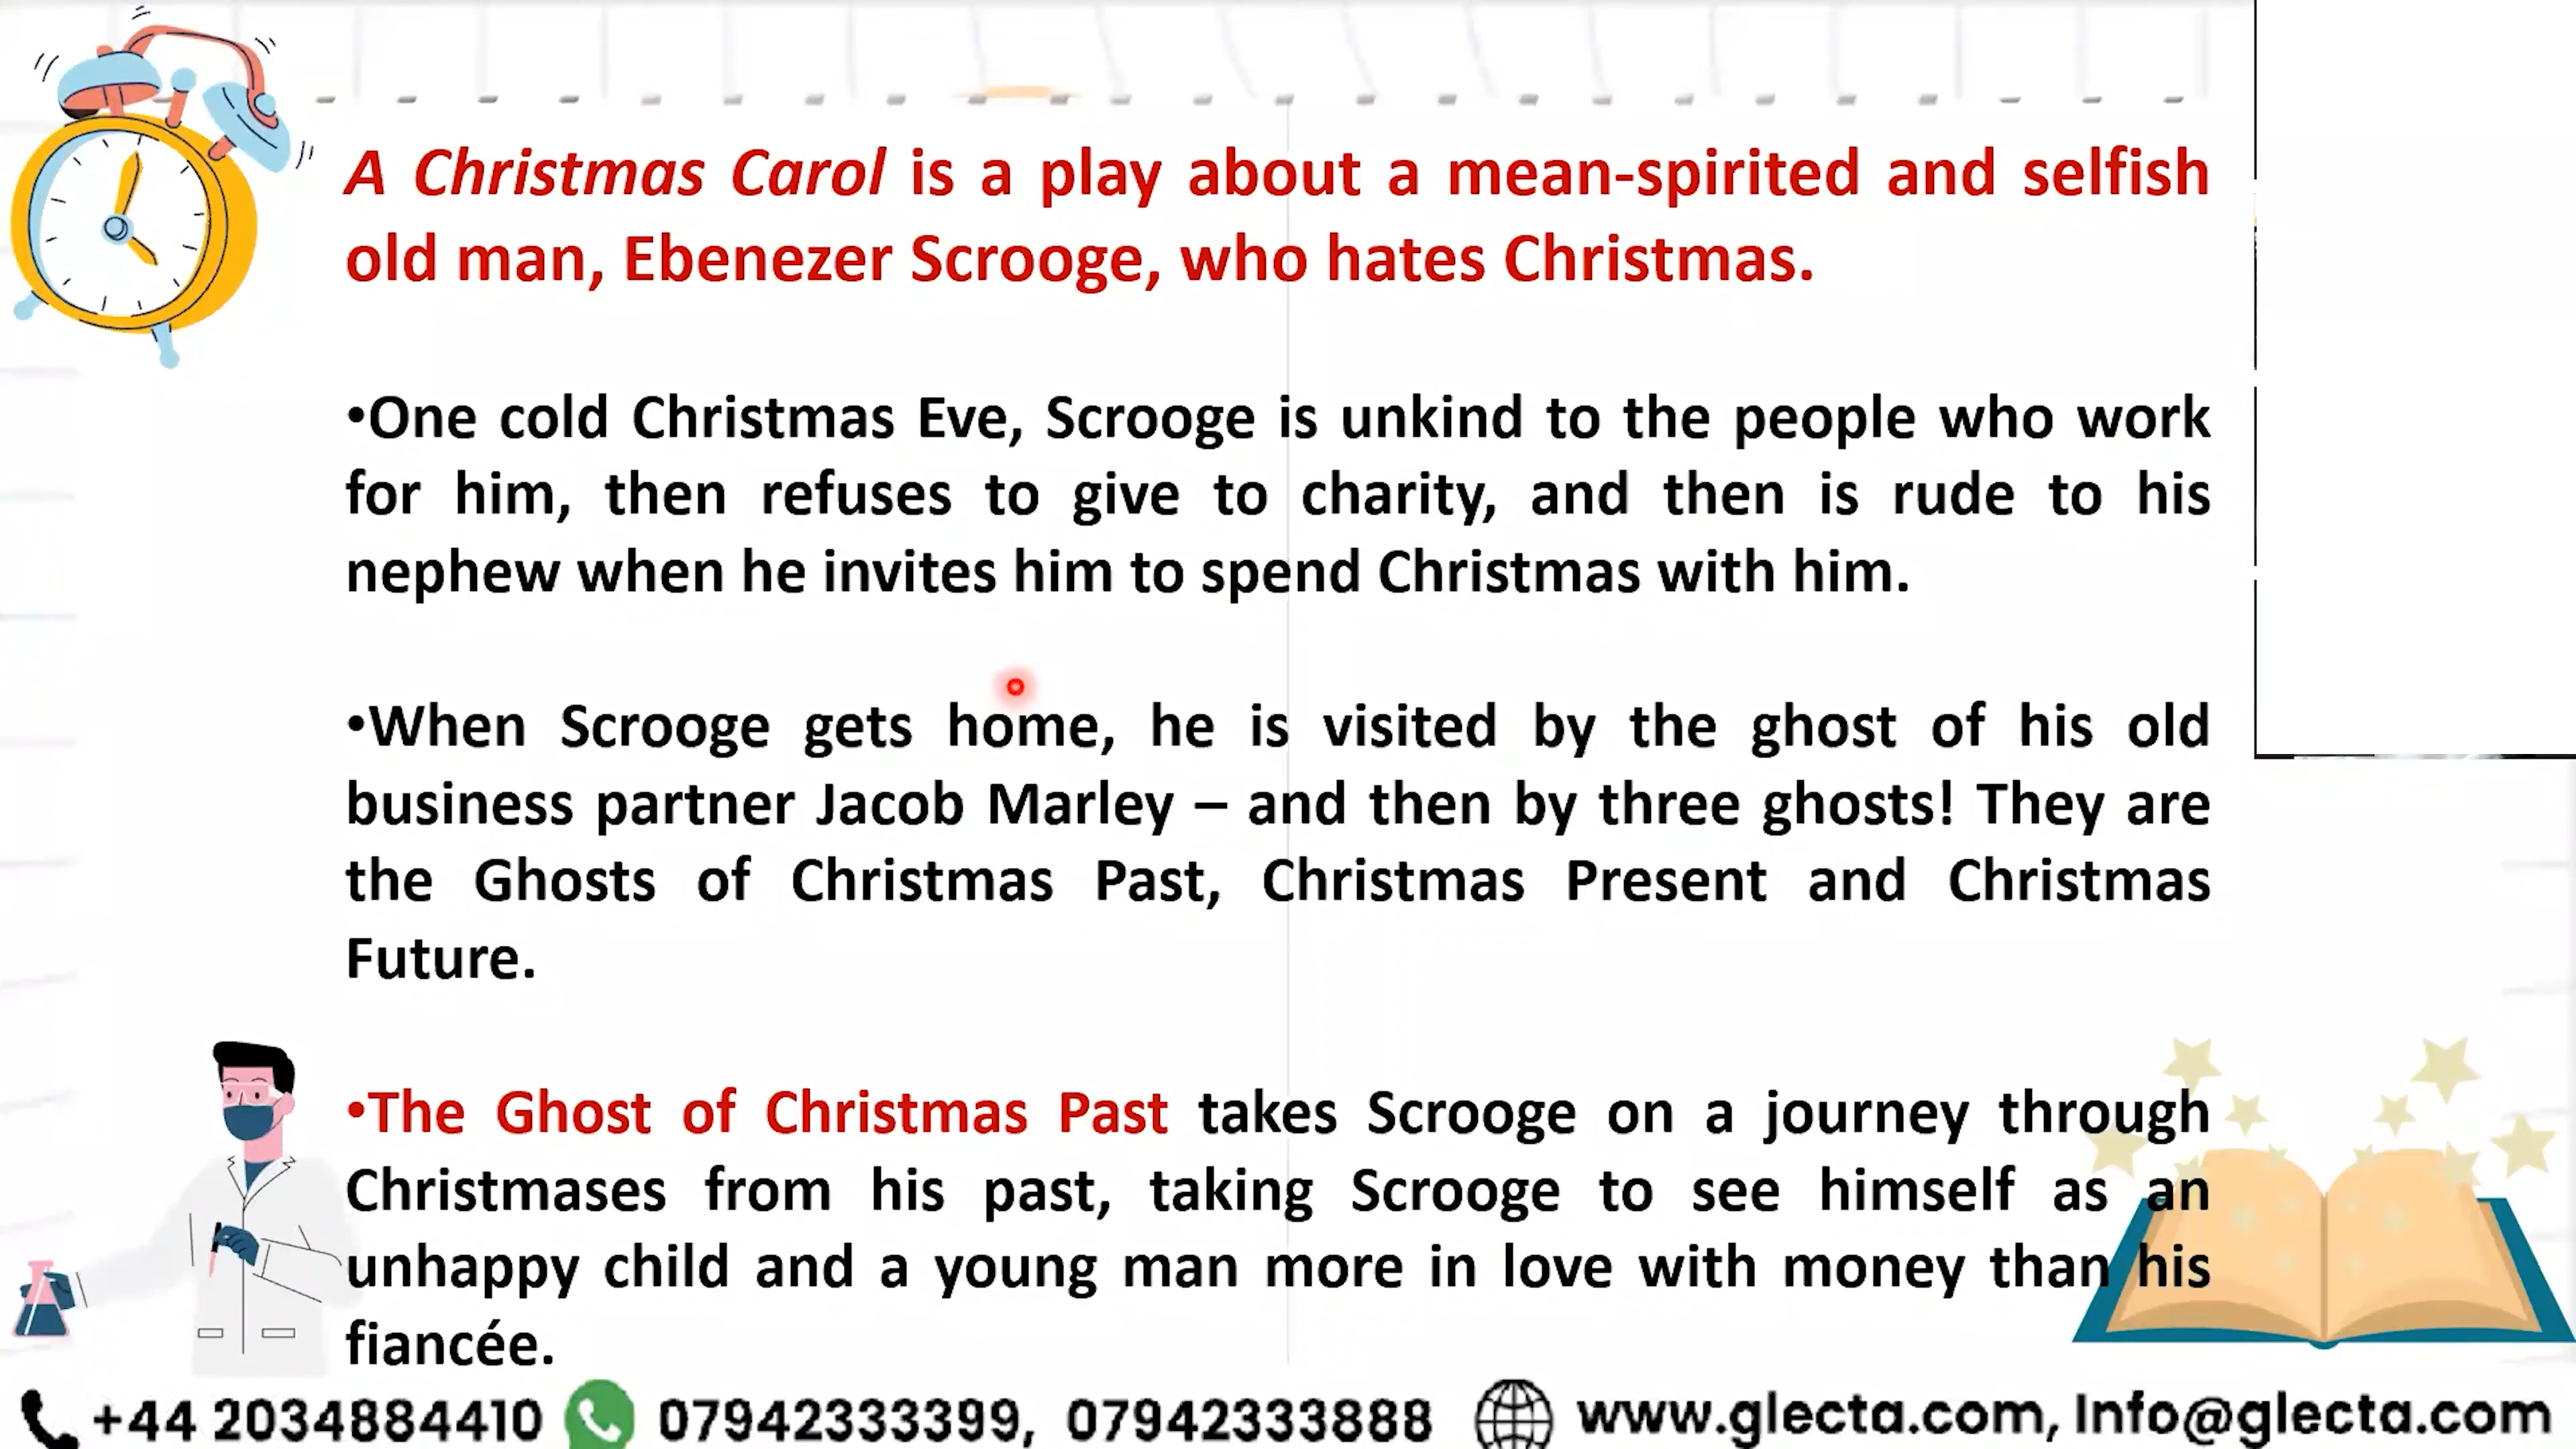 A Christmas Carol is a play about a mean-spirited and selfish
old man, Ebenezer Scrooge, who hates Christmas.
•One cold Christmas Eve, Scrooge is unkind to the people who work
for him, then refuses to give to charity, and then is rude to his
nephew when he invites him to spend Christmas with him.
•When Scrooge gets home, he is visited by the ghost of his old
business partner Jacob Marley – and then by three ghosts! They are
the Ghosts of Christmas Past, Christmas Present and Christmas
Future.
•The Ghost of Christmas Past takes Scrooge on a journey through
Christmases from his past, taking Scrooge to see himself as an
unhappy child and a young man more in love with money than his
fiancée.
+44 2034884410 07942333399, 07942333888 www.glecta.com, Info@glecta.com